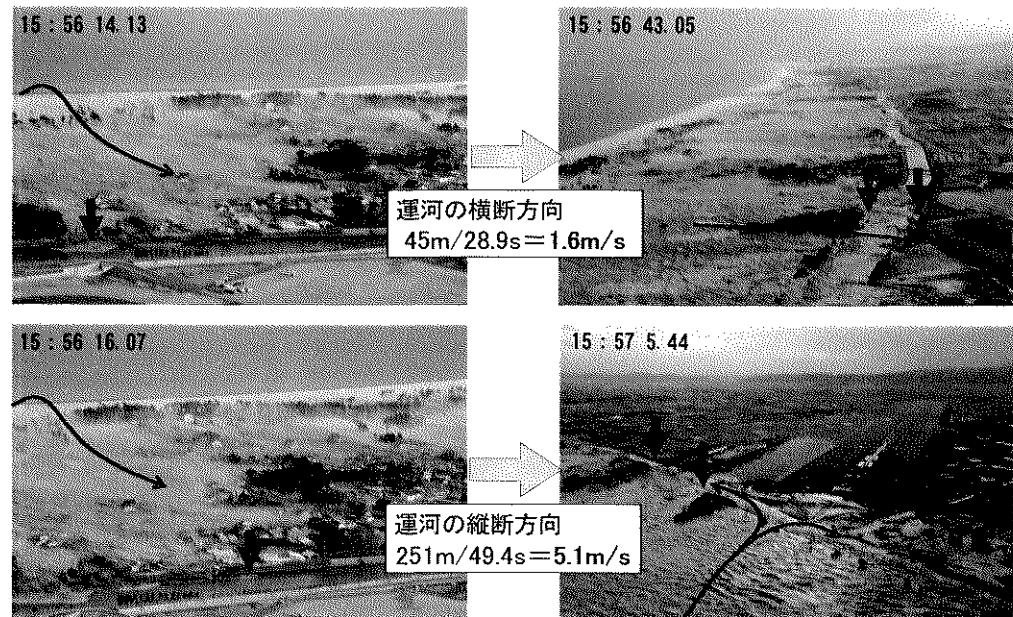 15 : 56 14. 13
15 : 56 43. 05
運河の横断方向
45m/28.9s＝1.6m/s
15 : 56 16. 07
15 : 57 5. 44
運河の縦断方向
251m/49.4s＝5.1m/s